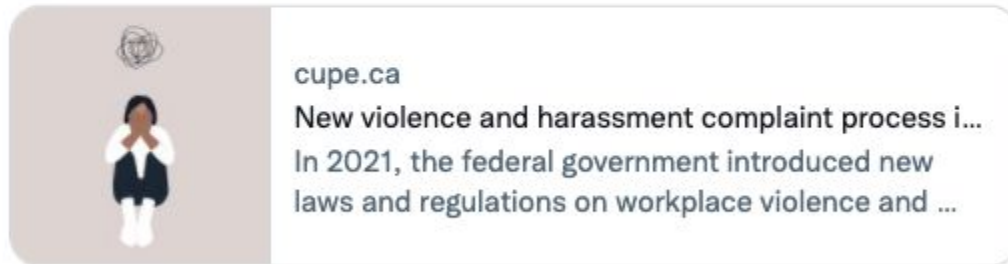 cupe.ca
New violence and harassment complaint process i...
In 2021, the federal government introduced new
laws and regulations on workplace violence and ...